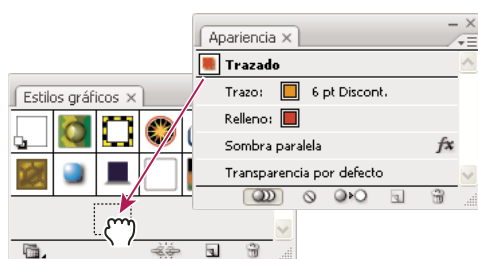 Apariencia
Trazado
Trazo: 6 pt Discont.
Relleno:
Sombra paralela fx
Transparencia por defecto
Estilos gráficos